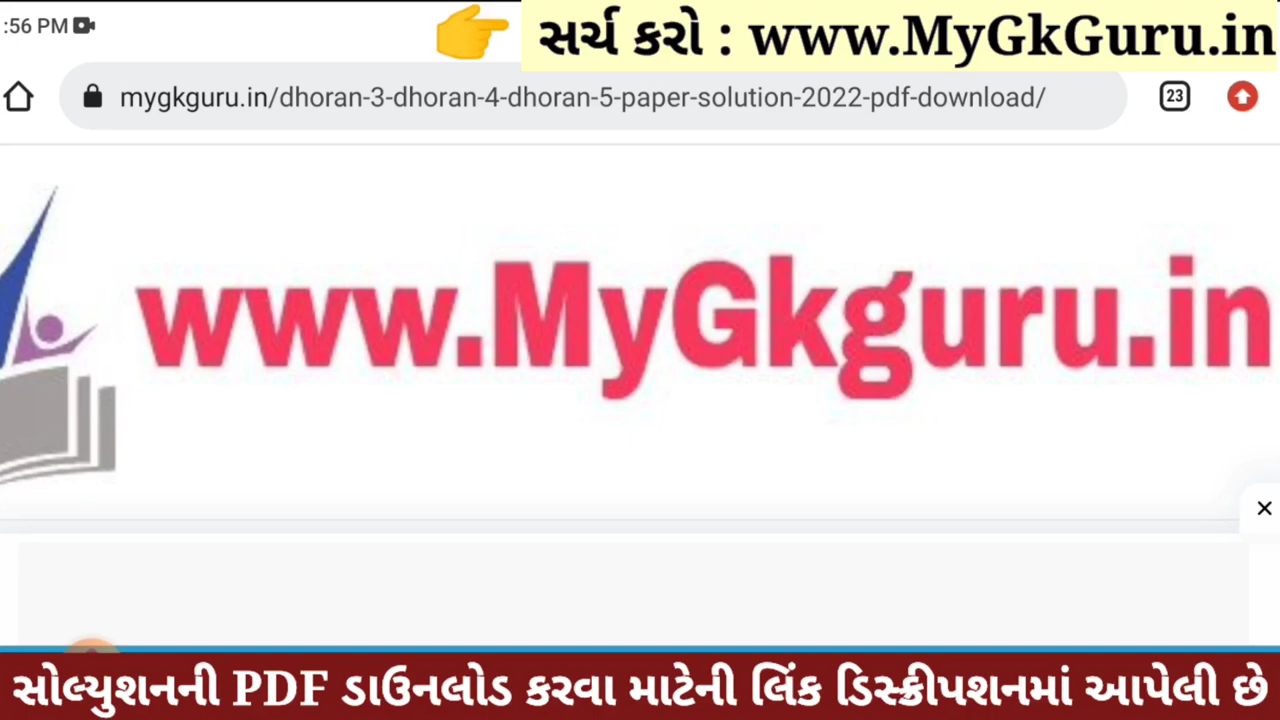 :56 PM
સર્ચ કરો : www.MyGkGuru.in
mygkguru.in/dhoran-3-dhoran-4-dhoran-5-paper-solution-2022-pdf-download/
23
www.MyGkguru.in
સોલ્યુશનની PDF ડાઉનલોડ કરવા માટેની લિંક ડિસ્ક્રીપશનમાં આપેલી છે